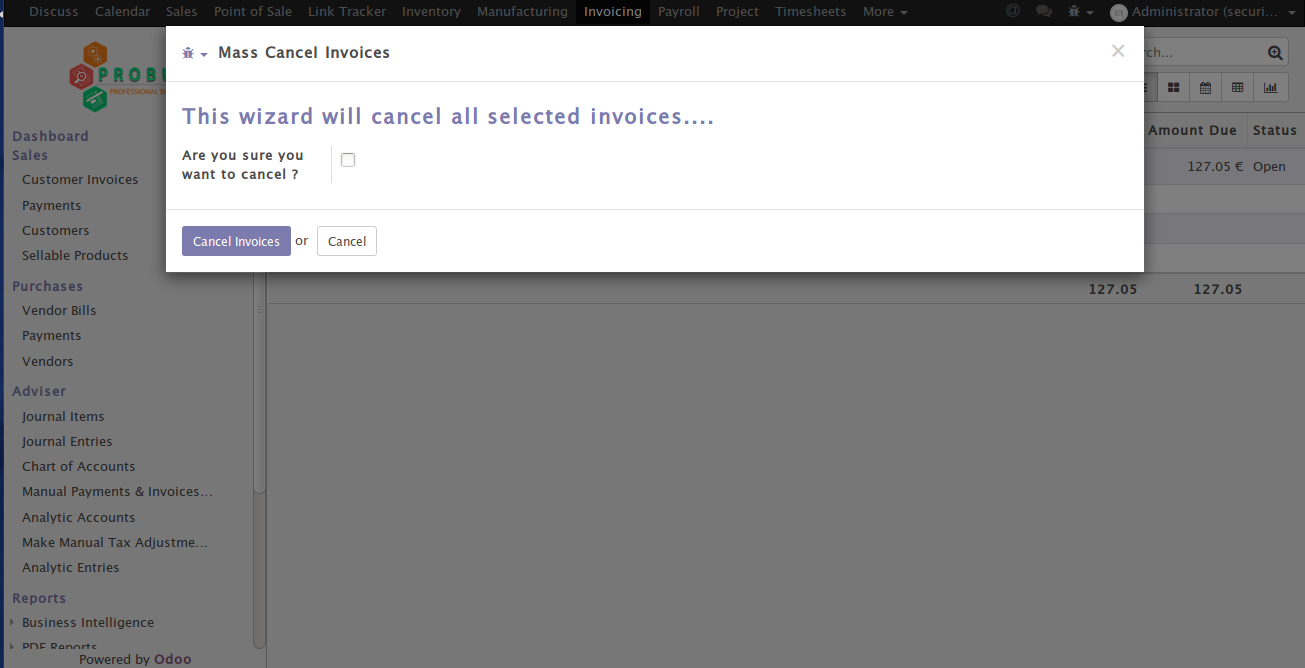 Discuss Calendar Sales Point of Sale Link Tracker Inventory Manufacturing Invoicing Payroll Project Timesheets More @ Administrator (securi...
Mass Cancel Invoices
×
This wizard will cancel all selected invoices....
Are you sure you
want to cancel ?
Cancel Invoices or Cancel
Dashboard
Sales
Customer Invoices
Payments
Customers
Sellable Products
Purchases
Vendor Bills
Payments
Vendors
Adviser
Journal Items
Journal Entries
Chart of Accounts
Manual Payments & Invoices...
Analytic Accounts
Make Manual Tax Adjustme...
Analytic Entries
Reports
Business Intelligence
PDF Reports
Powered by Odoo
Amount Due Status
127.05 € Open
127.05 127.05